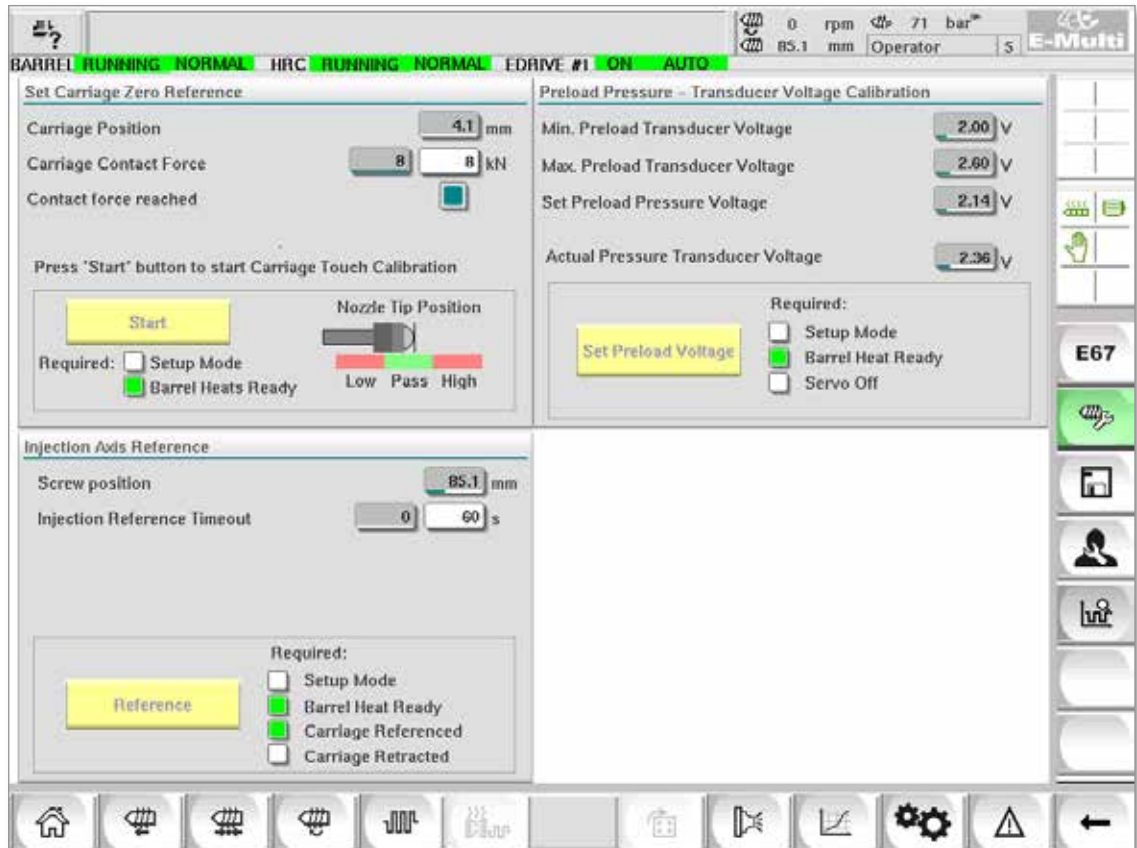 ?
0 rpm 71 bar
85.1 mm Operator 5 E-Multi
BARREL RUNNING NORMAL HRC RUNNING NORMAL EDRIVE #1 ON AUTO
Set Carriage Zero Reference
Carriage Position 4.1 mm
Carriage Contact Force 8 8 kN
Contact force reached
Press "Start" button to start Carriage Touch Calibration
Start
Required: Setup Mode
Barrel Heats Ready
Nozzle Tip Position
Low Pass High
Preload Pressure - Transducer Voltage Calibration
Min. Preload Transducer Voltage 2.00 V
Max. Preload Transducer Voltage 2.60 V
Set Preload Pressure Voltage 2.14 V
Actual Pressure Transducer Voltage 2.36 V
Set Preload Voltage
Required:
Setup Mode
Barrel Heat Ready
Servo Off
Injection Axis Reference
Screw position 85.1 mm
Injection Reference Timeout 0 60 s
Reference
Required:
Setup Mode
Barrel Heat Ready
Carriage Referenced
Carriage Retracted
E67